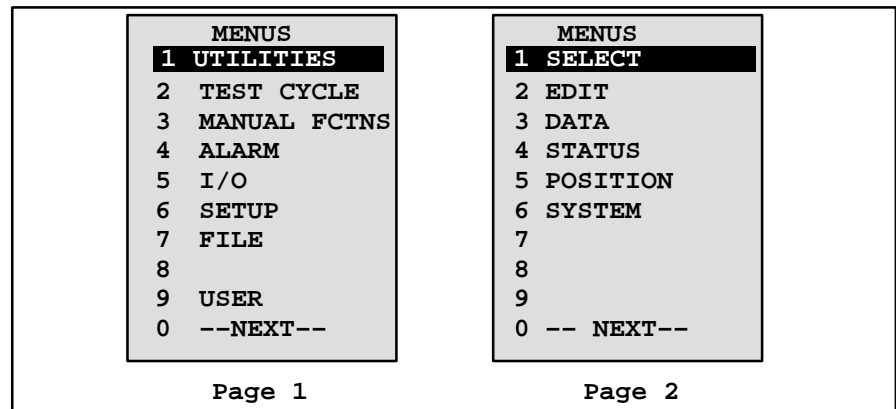 MENUS
1 UTILITIES
2 TEST CYCLE
3 MANUAL FCTNS
4 ALARM
5 I/O
6 SETUP
7 FILE
8
9 USER
0 --NEXT--
Page 1
MENUS
1 SELECT
2 EDIT
3 DATA
4 STATUS
5 POSITION
6 SYSTEM
7
8
9
0 -- NEXT--
Page 2